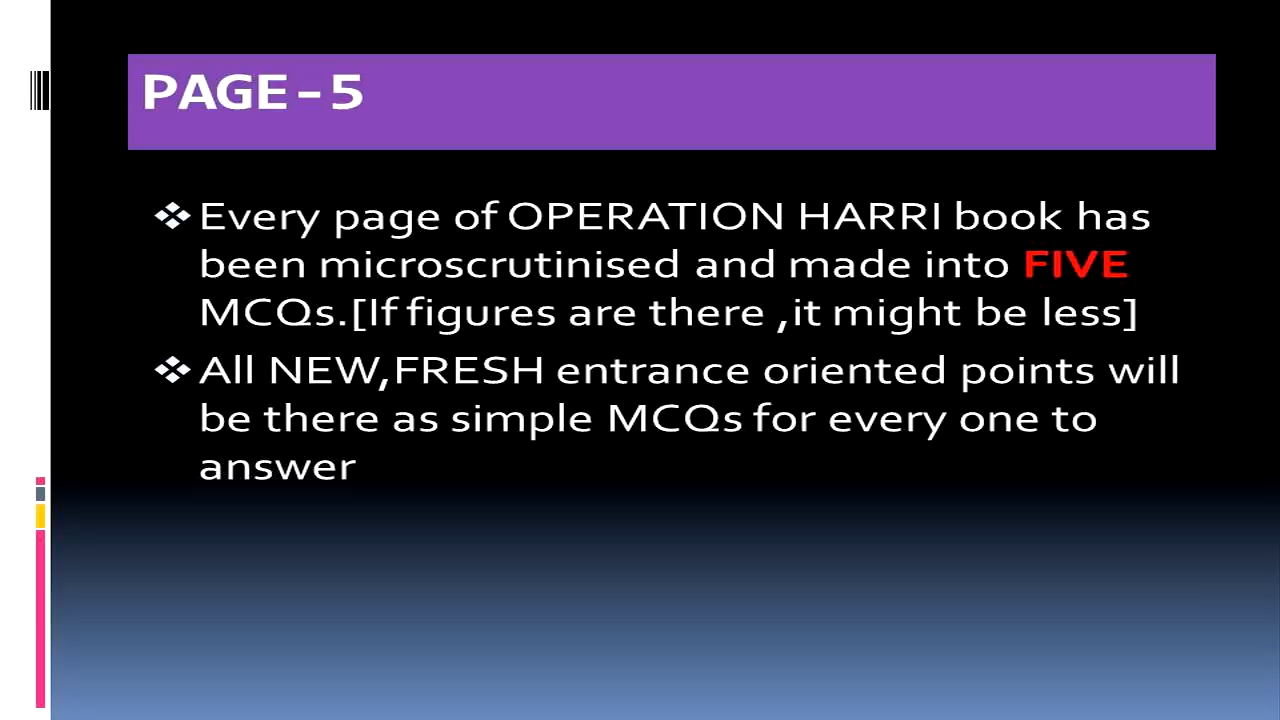 PAGE – 5
❖Every page of OPERATION HARRI book has
been microscrutinised and made into FIVE
MCQs.[If figures are there ,it might be less]
❖All NEW,FRESH entrance oriented points will
be there as simple MCQs for every one to
answer